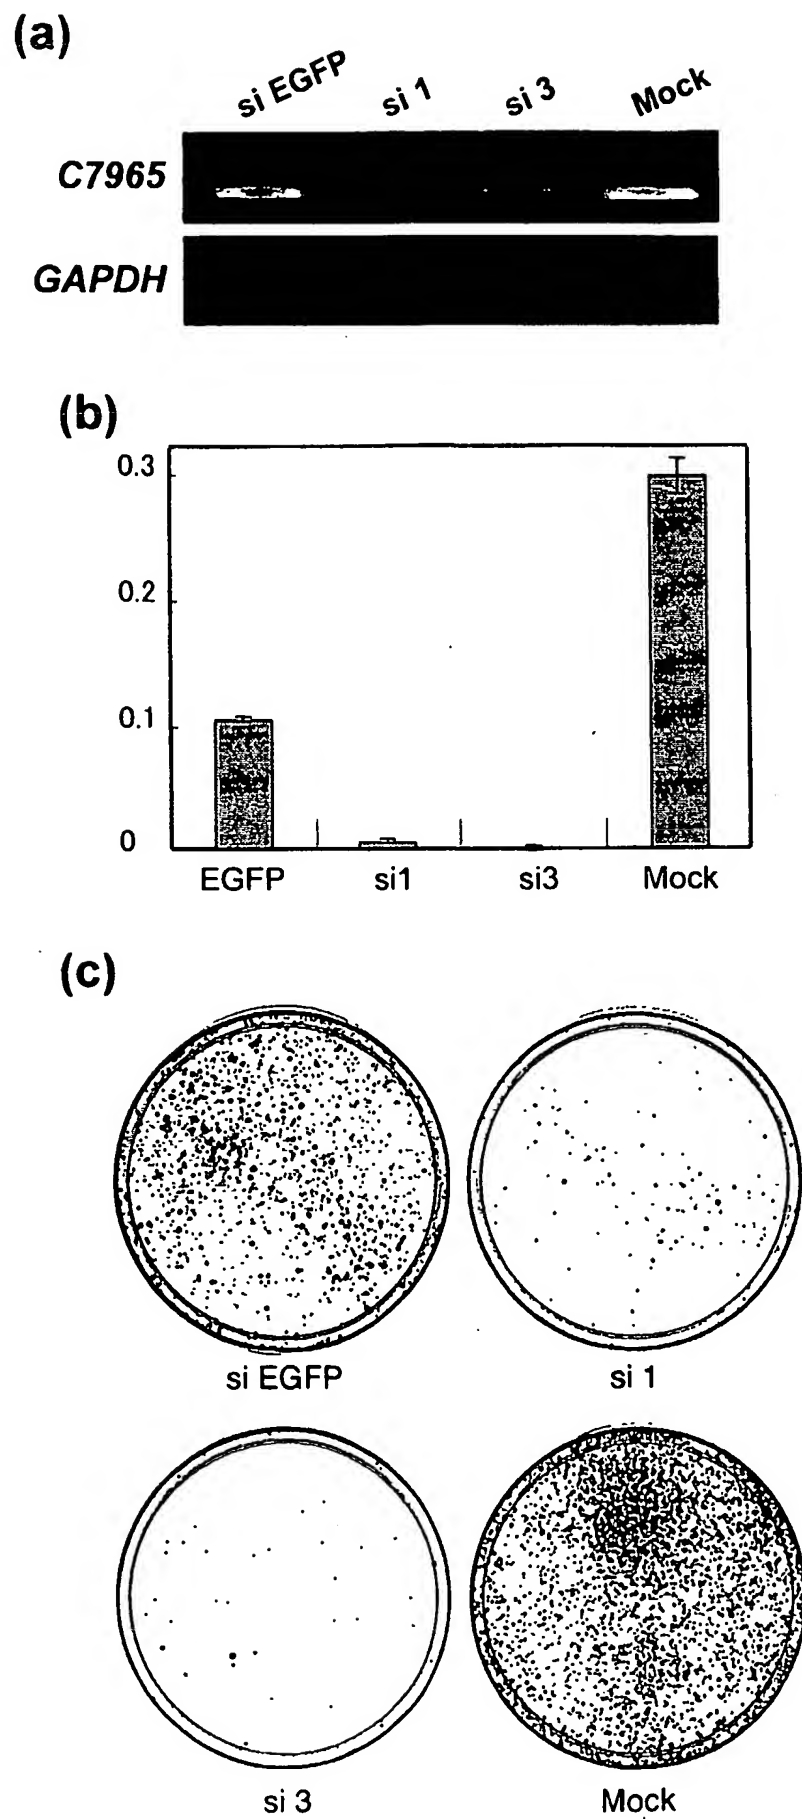 (a)
si EGFP si 1 si 3 Mock
C7965
GAPDH
(b)
0.3
0.2
0.1
0
EGFP si1 si3 Mock
(c)
si EGFP si 1
si 3 Mock